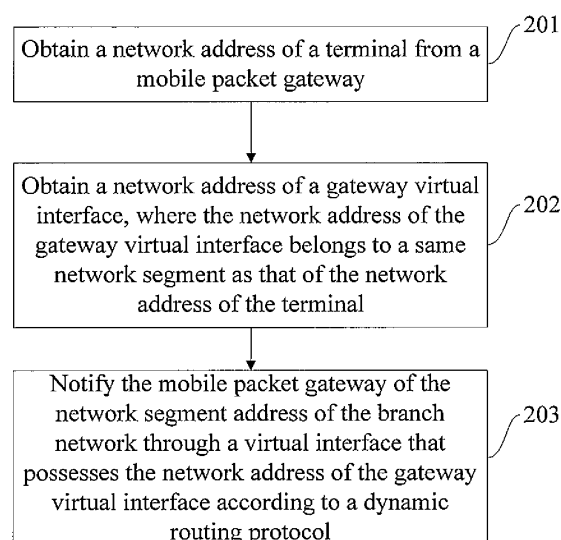 201
Obtain a network address of a terminal from a
mobile packet gateway
202
Obtain a network address of a gateway virtual
interface, where the network address of the
gateway virtual interface belongs to a same
network segment as that of the network
address of the terminal
203
Notify the mobile packet gateway of the
network segment address of the branch
network through a virtual interface that
possesses the network address of the gateway
virtual interface according to a dynamic
routing protocol